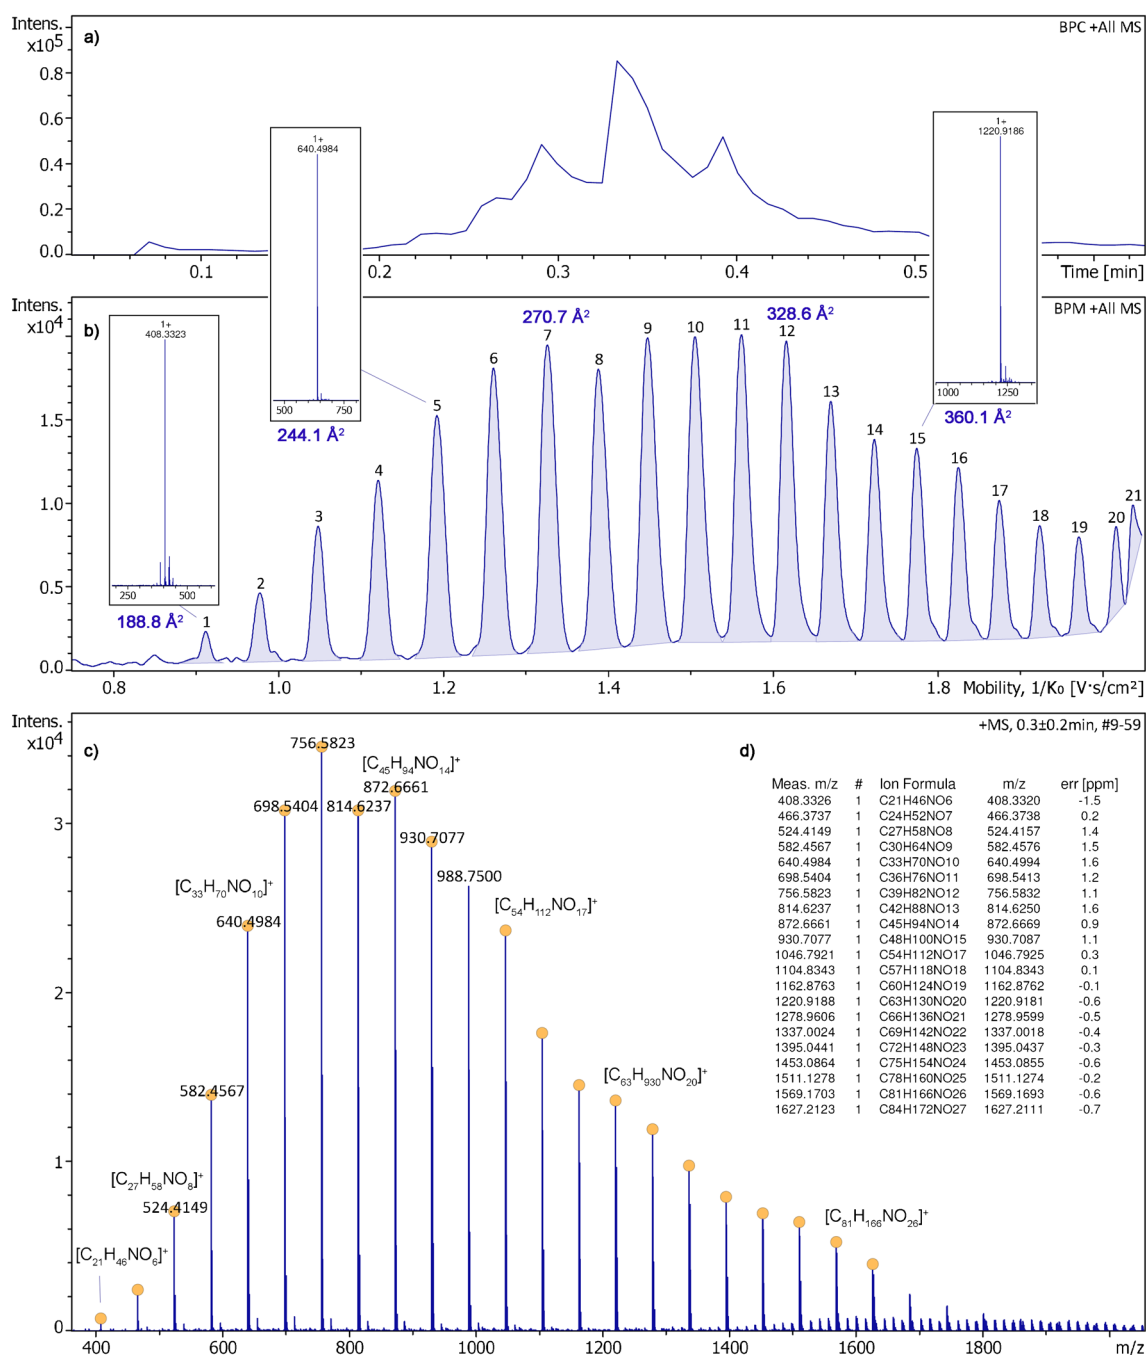 Intens.
x10⁵
a)
BPC +All MS
0.8
0.6
0.4
0.2
0.0
0.1
0.2
0.3
0.4
0.5
Time [min]
1+
640.4984
500 750
244.1 Å²
1+
1220.9186
1000 1250
360.1 Å²
Intens.
x10⁴
b)
BPM +All MS
1+
408.3323
250 500
188.8 Å²
270.7 Å²
328.6 Å²
1 2 3 4 5 6 7 8 9 10 11 12 13 14 15 16 17 18 19 20 21
1.5
1.0
0.5
0.0
0.8 1.0 1.2 1.4 1.6 1.8 Mobility, 1/K₀ [V·s/cm²]
Intens.
x10⁴
c)
+MS, 0.3±0.2min, #9-59
3
2
1
0
[C₂₁H₄₆NO₆]⁺
[C₂₇H₅₈NO₈]⁺
524.4149
582.4567
[C₃₃H₇₀NO₁₀]⁺
640.4984
698.5404
756.5823
814.6237
[C₄₅H₉₄NO₁₄]⁺
872.6661
930.7077
988.7500
[C₅₄H₁₁₂NO₁₇]⁺
[C₆₃H₉₃₀NO₂₀]⁺
[C₈₁H₁₆₆NO₂₆]⁺
400 600 800 1000 1200 1400 1600 1800 m/z
d)
Meas. m/z # Ion Formula m/z err [ppm]
408.3326 1 C21H46NO6 408.3320 -1.5
466.3737 1 C24H52NO7 466.3738 0.2
524.4149 1 C27H58NO8 524.4157 1.4
582.4567 1 C30H64NO9 582.4576 1.5
640.4984 1 C33H70NO10 640.4994 1.6
698.5404 1 C36H76NO11 698.5413 1.2
756.5823 1 C39H82NO12 756.5832 1.1
814.6237 1 C42H88NO13 814.6250 1.6
872.6661 1 C45H94NO14 872.6669 0.9
930.7077 1 C48H100NO15 930.7087 1.1
1046.7921 1 C54H112NO17 1046.7925 0.3
1104.8343 1 C57H118NO18 1104.8343 0.1
1162.8763 1 C60H124NO19 1162.8762 -0.1
1220.9188 1 C63H130NO20 1220.9181 -0.6
1278.9606 1 C66H136NO21 1278.9599 -0.5
1337.0024 1 C69H142NO22 1337.0018 -0.4
1395.0441 1 C72H148NO23 1395.0437 -0.3
1453.0864 1 C75H154NO24 1453.0855 -0.6
1511.1278 1 C78H160NO25 1511.1274 -0.2
1569.1703 1 C81H166NO26 1569.1693 -0.6
1627.2123 1 C84H172NO27 1627.2111 -0.7